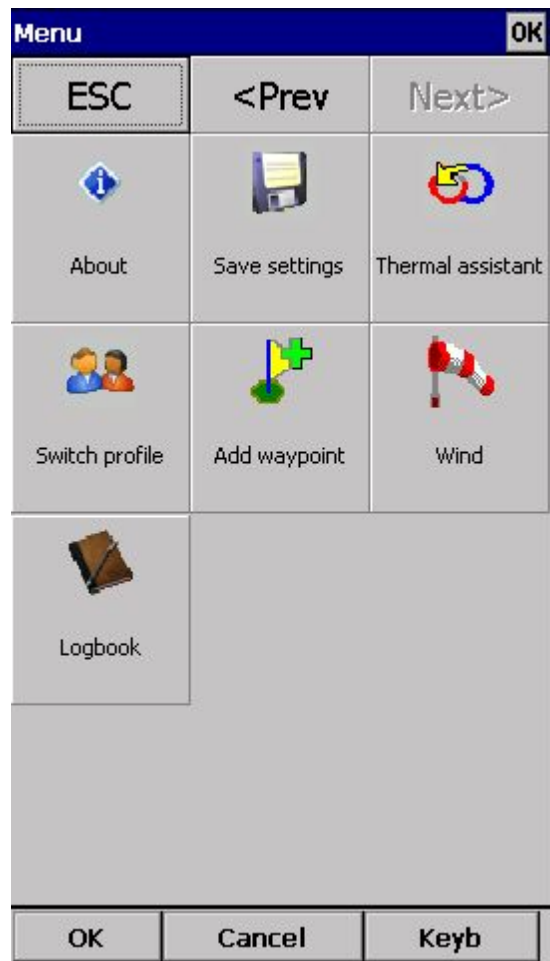 Menu OK
ESC <Prev Next>
About Save settings Thermal assistant
Switch profile Add waypoint Wind
Logbook
OK Cancel Keyb